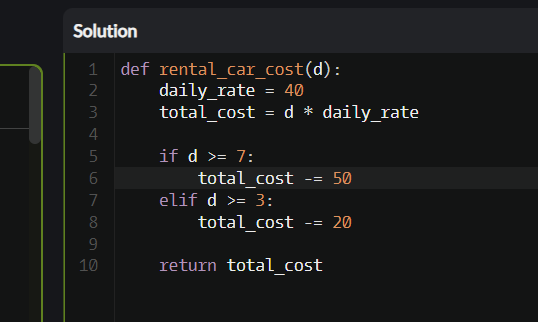 Solution
1 def rental_car_cost(d):
2     daily_rate = 40
3     total_cost = d * daily_rate
4
5     if d >= 7:
6         total_cost -= 50
7     elif d >= 3:
8         total_cost -= 20
9
10     return total_cost